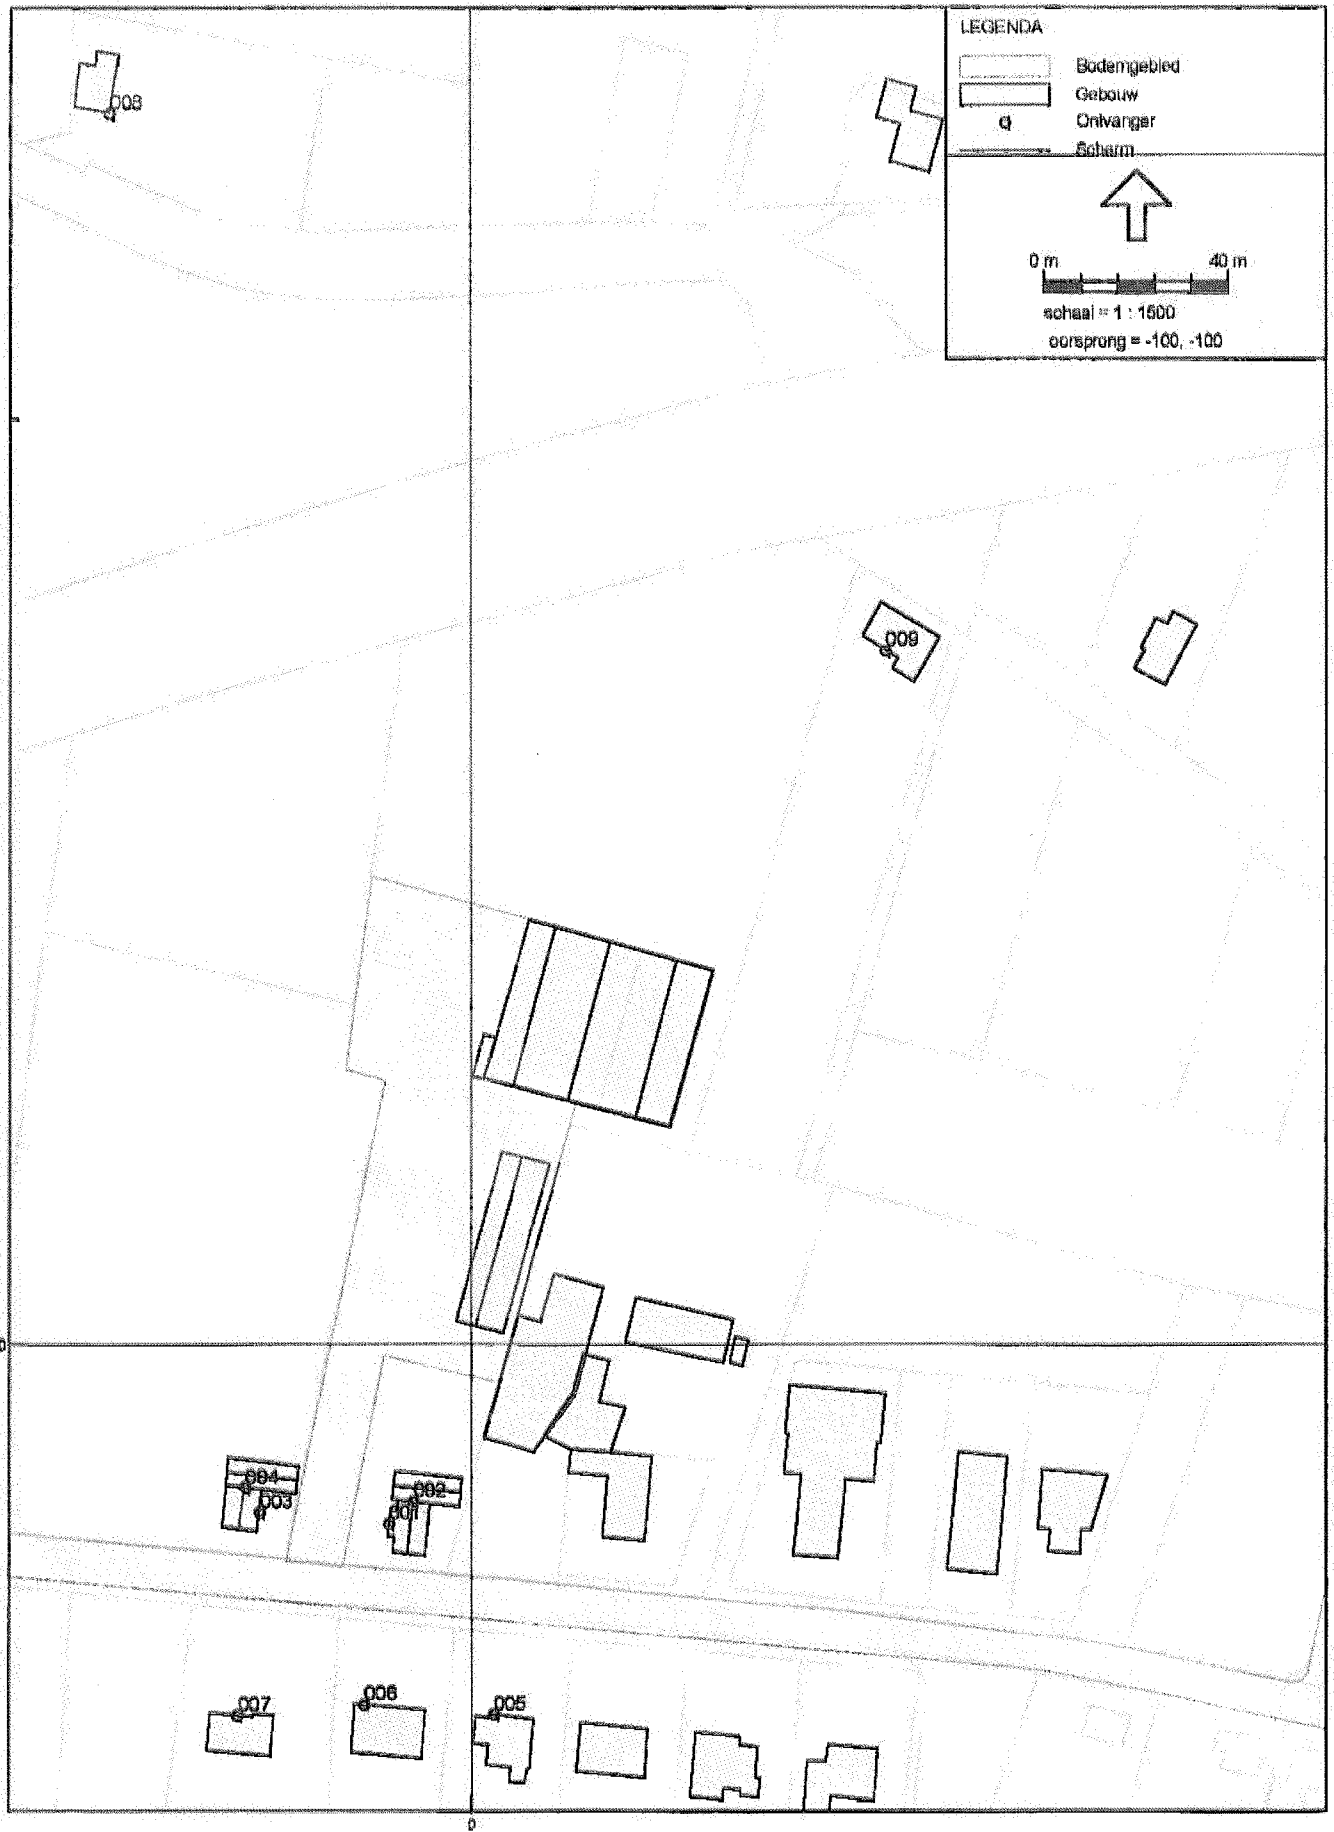 LEGENDA
Bodemgebied
Gebouw
Ontvanger
Scherm
0 m 40 m
schaal = 1 : 1500
oorsprong = -100, -100
008
009
0
004
003
002
001
007
006
005
0